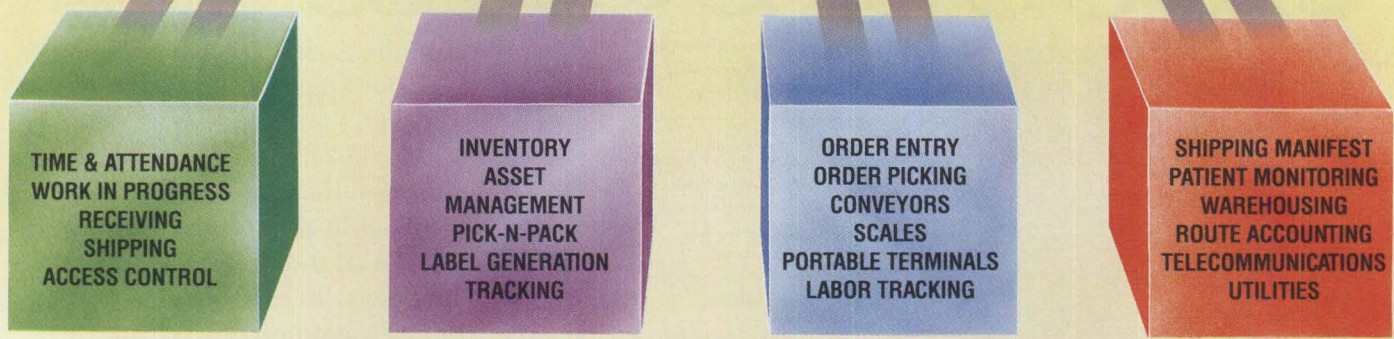 TIME & ATTENDANCE
WORK IN PROGRESS
RECEIVING
SHIPPING
ACCESS CONTROL
INVENTORY
ASSET
MANAGEMENT
PICK-N-PACK
LABEL GENERATION
TRACKING
ORDER ENTRY
ORDER PICKING
CONVEYORS
SCALES
PORTABLE TERMINALS
LABOR TRACKING
SHIPPING MANIFEST
PATIENT MONITORING
WAREHOUSING
ROUTE ACCOUNTING
TELECOMMUNICATIONS
UTILITIES